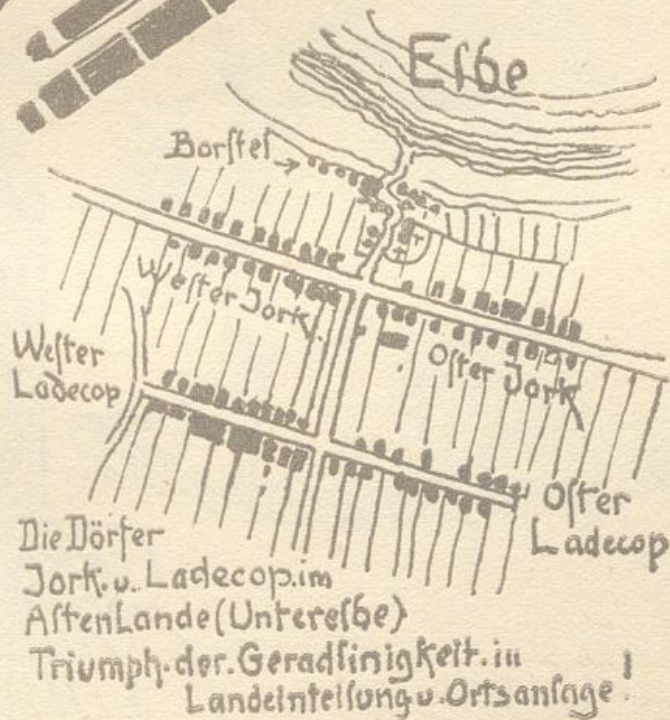 Elbe
Borſtel
Weſter Jork
Weſter
Ladecop
Oſter Jork
Oſter
Ladecop
Die Dörfer
Jork. u. Ladecop. im
Alten Lande (Unterelbe)
Triumph. der. Geradlinigkeit. in
Landeinteilung u. Ortsanlage!